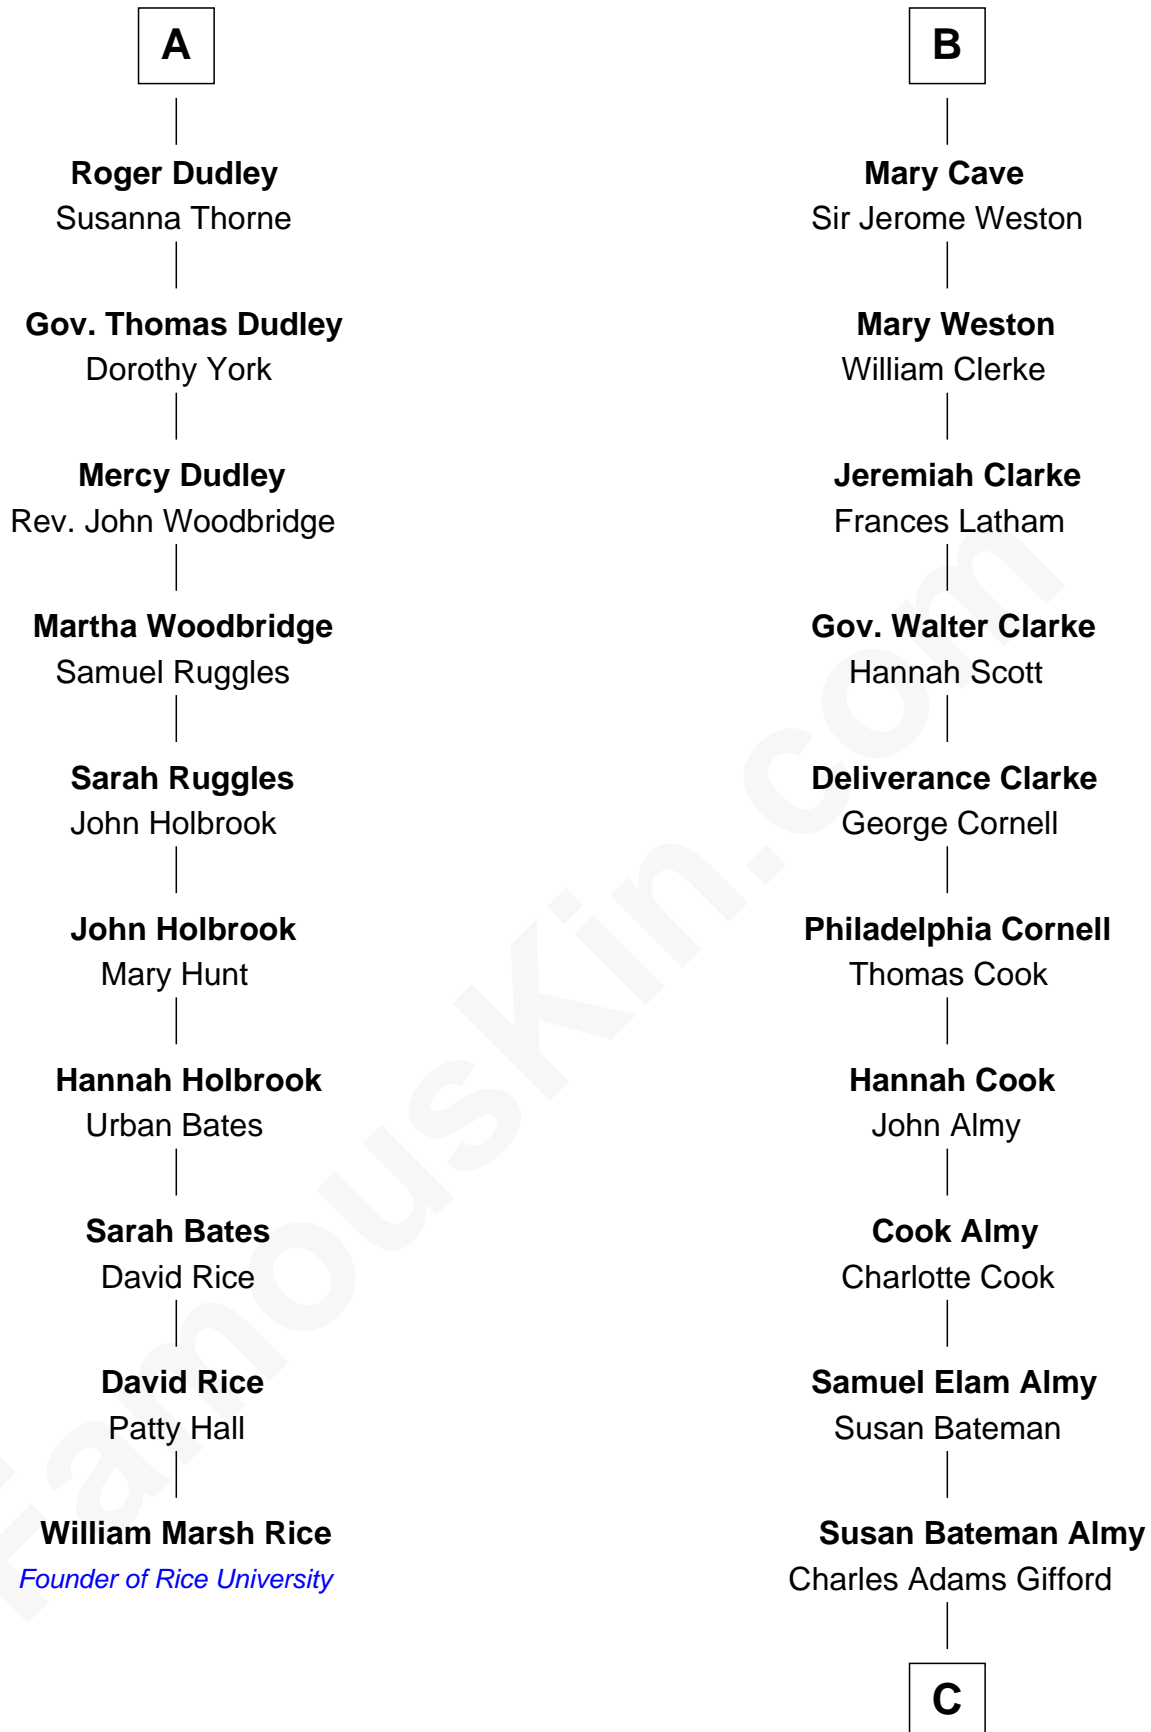 A
Roger Dudley
Susanna Thorne
Gov. Thomas Dudley
Dorothy York
Mercy Dudley
Rev. John Woodbridge
Martha Woodbridge
Samuel Ruggles
Sarah Ruggles
John Holbrook
John Holbrook
Mary Hunt
Hannah Holbrook
Urban Bates
Sarah Bates
David Rice
David Rice
Patty Hall
William Marsh Rice
Founder of Rice University
B
Mary Cave
Sir Jerome Weston
Mary Weston
William Clerke
Jeremiah Clarke
Frances Latham
Gov. Walter Clarke
Hannah Scott
Deliverance Clarke
George Cornell
Philadelphia Cornell
Thomas Cook
Hannah Cook
John Almy
Cook Almy
Charlotte Cook
Samuel Elam Almy
Susan Bateman
Susan Bateman Almy
Charles Adams Gifford
C
FamousKin.com